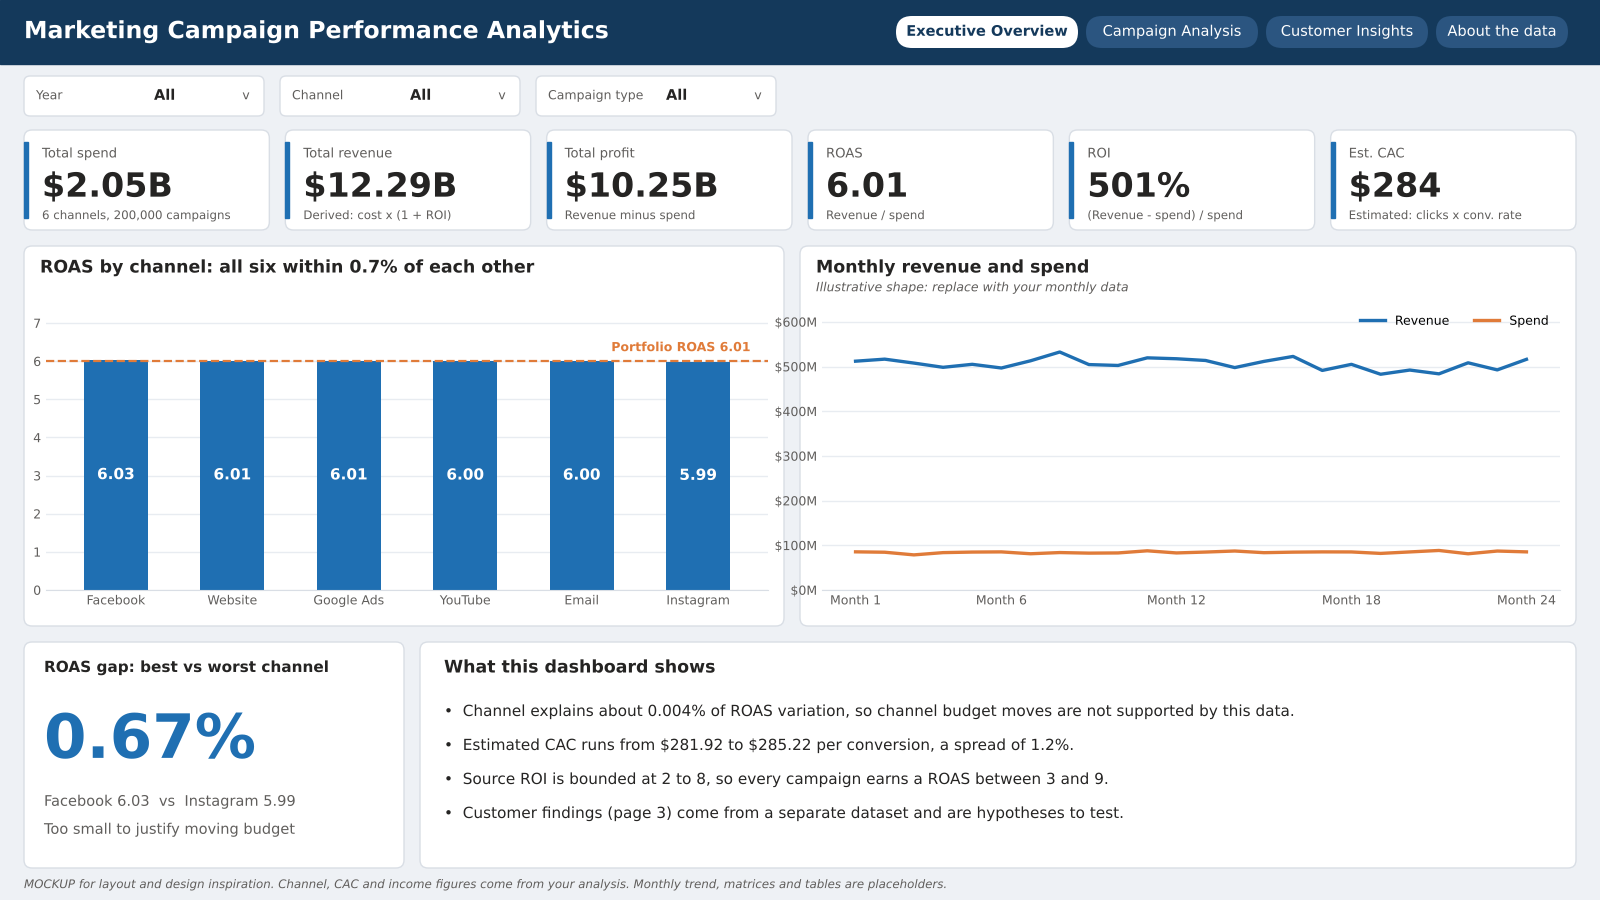 Marketing Campaign Performance Analytics
Executive Overview
Campaign Analysis
Customer Insights
About the data
Year All v
Channel All v
Campaign type All v
Total spend
$2.05B
6 channels, 200,000 campaigns
Total revenue
$12.29B
Derived: cost x (1 + ROI)
Total profit
$10.25B
Revenue minus spend
ROAS
6.01
Revenue / spend
ROI
501%
(Revenue - spend) / spend
Est. CAC
$284
Estimated: clicks x conv. rate
ROAS by channel: all six within 0.7% of each other
7
6
5
4
3
2
1
0
Portfolio ROAS 6.01
6.03
6.01
6.01
6.00
6.00
5.99
Facebook
Website
Google Ads
YouTube
Email
Instagram
Monthly revenue and spend
Illustrative shape: replace with your monthly data
Revenue
Spend
$600M
$500M
$400M
$300M
$200M
$100M
$0M
Month 1
Month 6
Month 12
Month 18
Month 24
ROAS gap: best vs worst channel
0.67%
Facebook 6.03 vs Instagram 5.99
Too small to justify moving budget
What this dashboard shows
• Channel explains about 0.004% of ROAS variation, so channel budget moves are not supported by this data.
• Estimated CAC runs from $281.92 to $285.22 per conversion, a spread of 1.2%.
• Source ROI is bounded at 2 to 8, so every campaign earns a ROAS between 3 and 9.
• Customer findings (page 3) come from a separate dataset and are hypotheses to test.
MOCKUP for layout and design inspiration. Channel, CAC and income figures come from your analysis. Monthly trend, matrices and tables are placeholders.